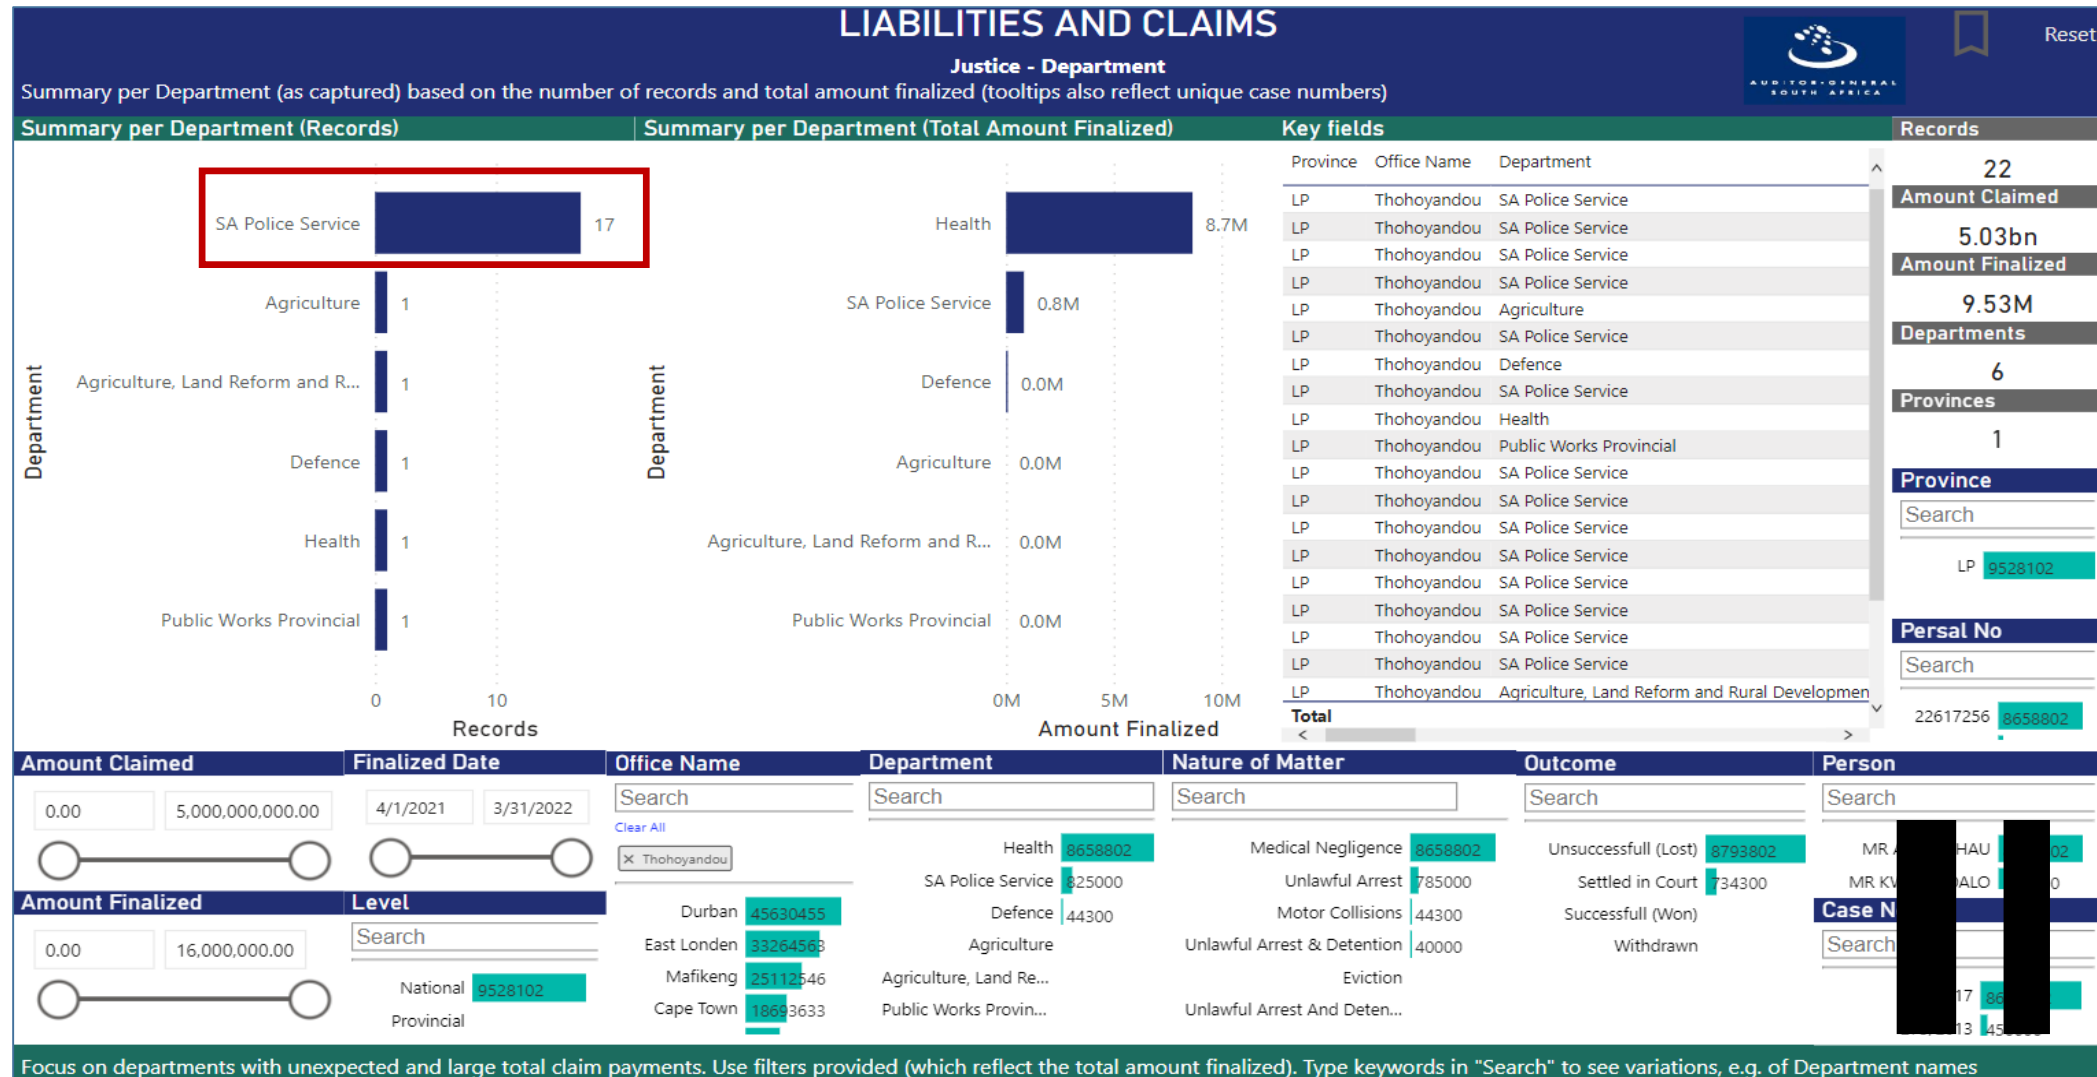 LIABILITIES AND CLAIMS
Justice - Department
Summary per Department (as captured) based on the number of records and total amount finalized (tooltips also reflect unique case numbers)
AUDITOR-GENERAL
SOUTH AFRICA
Reset
Summary per Department (Records)
Department
SA Police Service 17
Agriculture 1
Agriculture, Land Reform and R... 1
Defence 1
Health 1
Public Works Provincial 1
0 10
Records
Summary per Department (Total Amount Finalized)
Department
Health 8.7M
SA Police Service 0.8M
Defence 0.0M
Agriculture 0.0M
Agriculture, Land Reform and R... 0.0M
Public Works Provincial 0.0M
0M 5M 10M
Amount Finalized
Key fields
Province Office Name Department
LP Thohoyandou SA Police Service
LP Thohoyandou SA Police Service
LP Thohoyandou SA Police Service
LP Thohoyandou SA Police Service
LP Thohoyandou Agriculture
LP Thohoyandou SA Police Service
LP Thohoyandou Defence
LP Thohoyandou SA Police Service
LP Thohoyandou Health
LP Thohoyandou Public Works Provincial
LP Thohoyandou SA Police Service
LP Thohoyandou SA Police Service
LP Thohoyandou SA Police Service
LP Thohoyandou SA Police Service
LP Thohoyandou SA Police Service
LP Thohoyandou SA Police Service
LP Thohoyandou SA Police Service
LP Thohoyandou SA Police Service
LP Thohoyandou Agriculture, Land Reform and Rural Developmen
Total
Records
22
Amount Claimed
5.03bn
Amount Finalized
9.53M
Departments
6
Provinces
1
Province
Search
LP 9528102
Persal No
Search
22617256 8658802
Amount Claimed
0.00 5,000,000,000.00
Amount Finalized
0.00 16,000,000.00
Finalized Date
4/1/2021 3/31/2022
Level
Search
National 9528102
Provincial
Office Name
Search
Clear All
× Thohoyandou
Durban 45630455
East Londen 33264563
Mafikeng 25112546
Cape Town 18693633
Department
Search
Health 8658802
SA Police Service 825000
Defence 44300
Agriculture
Agriculture, Land Re...
Public Works Provin...
Nature of Matter
Search
Medical Negligence 8658802
Unlawful Arrest 785000
Motor Collisions 44300
Unlawful Arrest & Detention 40000
Eviction
Unlawful Arrest And Deten...
Outcome
Search
Unsuccessfull (Lost) 8793802
Settled in Court 734300
Successfull (Won)
Withdrawn
Person
Search
MR
MR
Case
Search
Focus on departments with unexpected and large total claim payments. Use filters provided (which reflect the total amount finalized). Type keywords in "Search" to see variations, e.g. of Department names